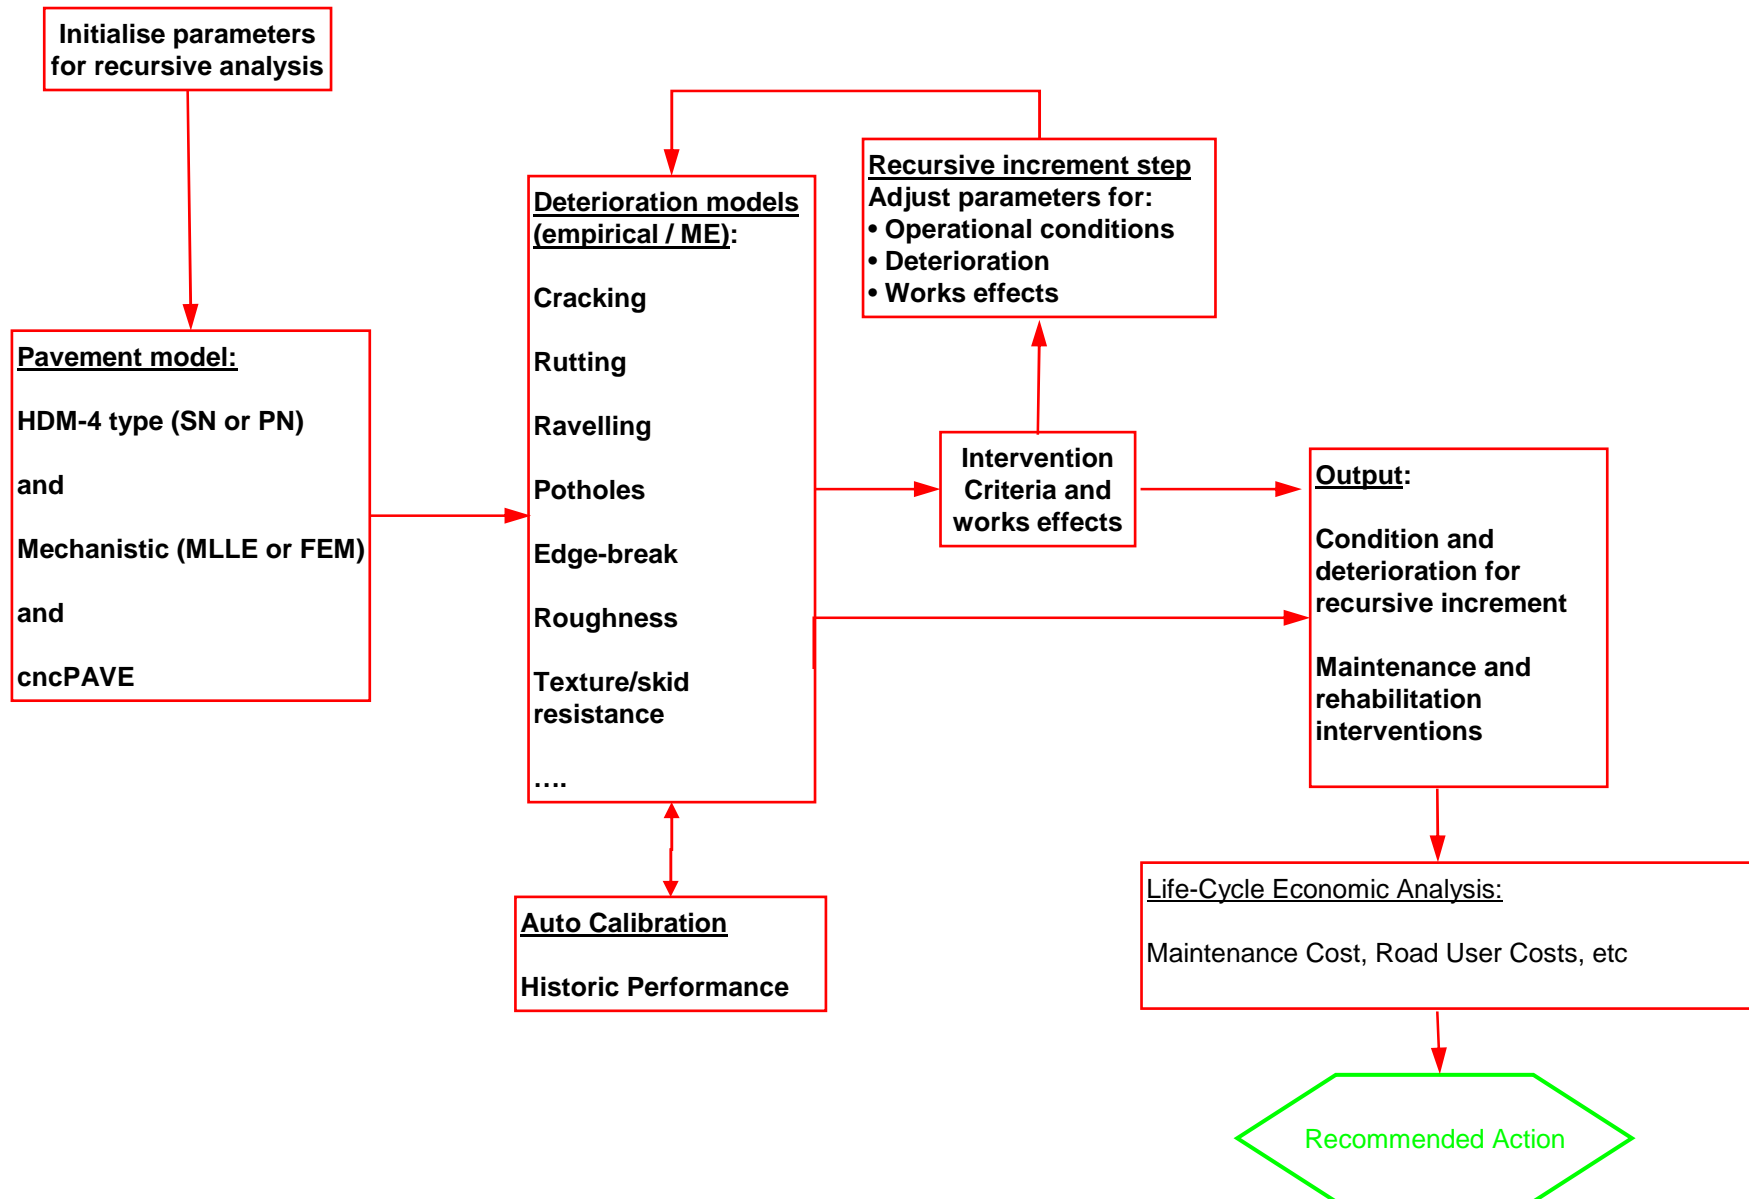 Initialise parameters
for recursive analysis
Recursive increment step
Adjust parameters for:
• Operational conditions
• Deterioration
• Works effects
Deterioration models
(empirical / ME):
Cracking
Rutting
Ravelling
Potholes
Edge-break
Roughness
Texture/skid
resistance
....
Pavement model:
HDM-4 type (SN or PN)
and
Mechanistic (MLLE or FEM)
and
cncPAVE
Intervention
Criteria and
works effects
Output:
Condition and
deterioration for
recursive increment
Maintenance and
rehabilitation
interventions
Auto Calibration
Historic Performance
Life-Cycle Economic Analysis:
Maintenance Cost, Road User Costs, etc
Recommended Action